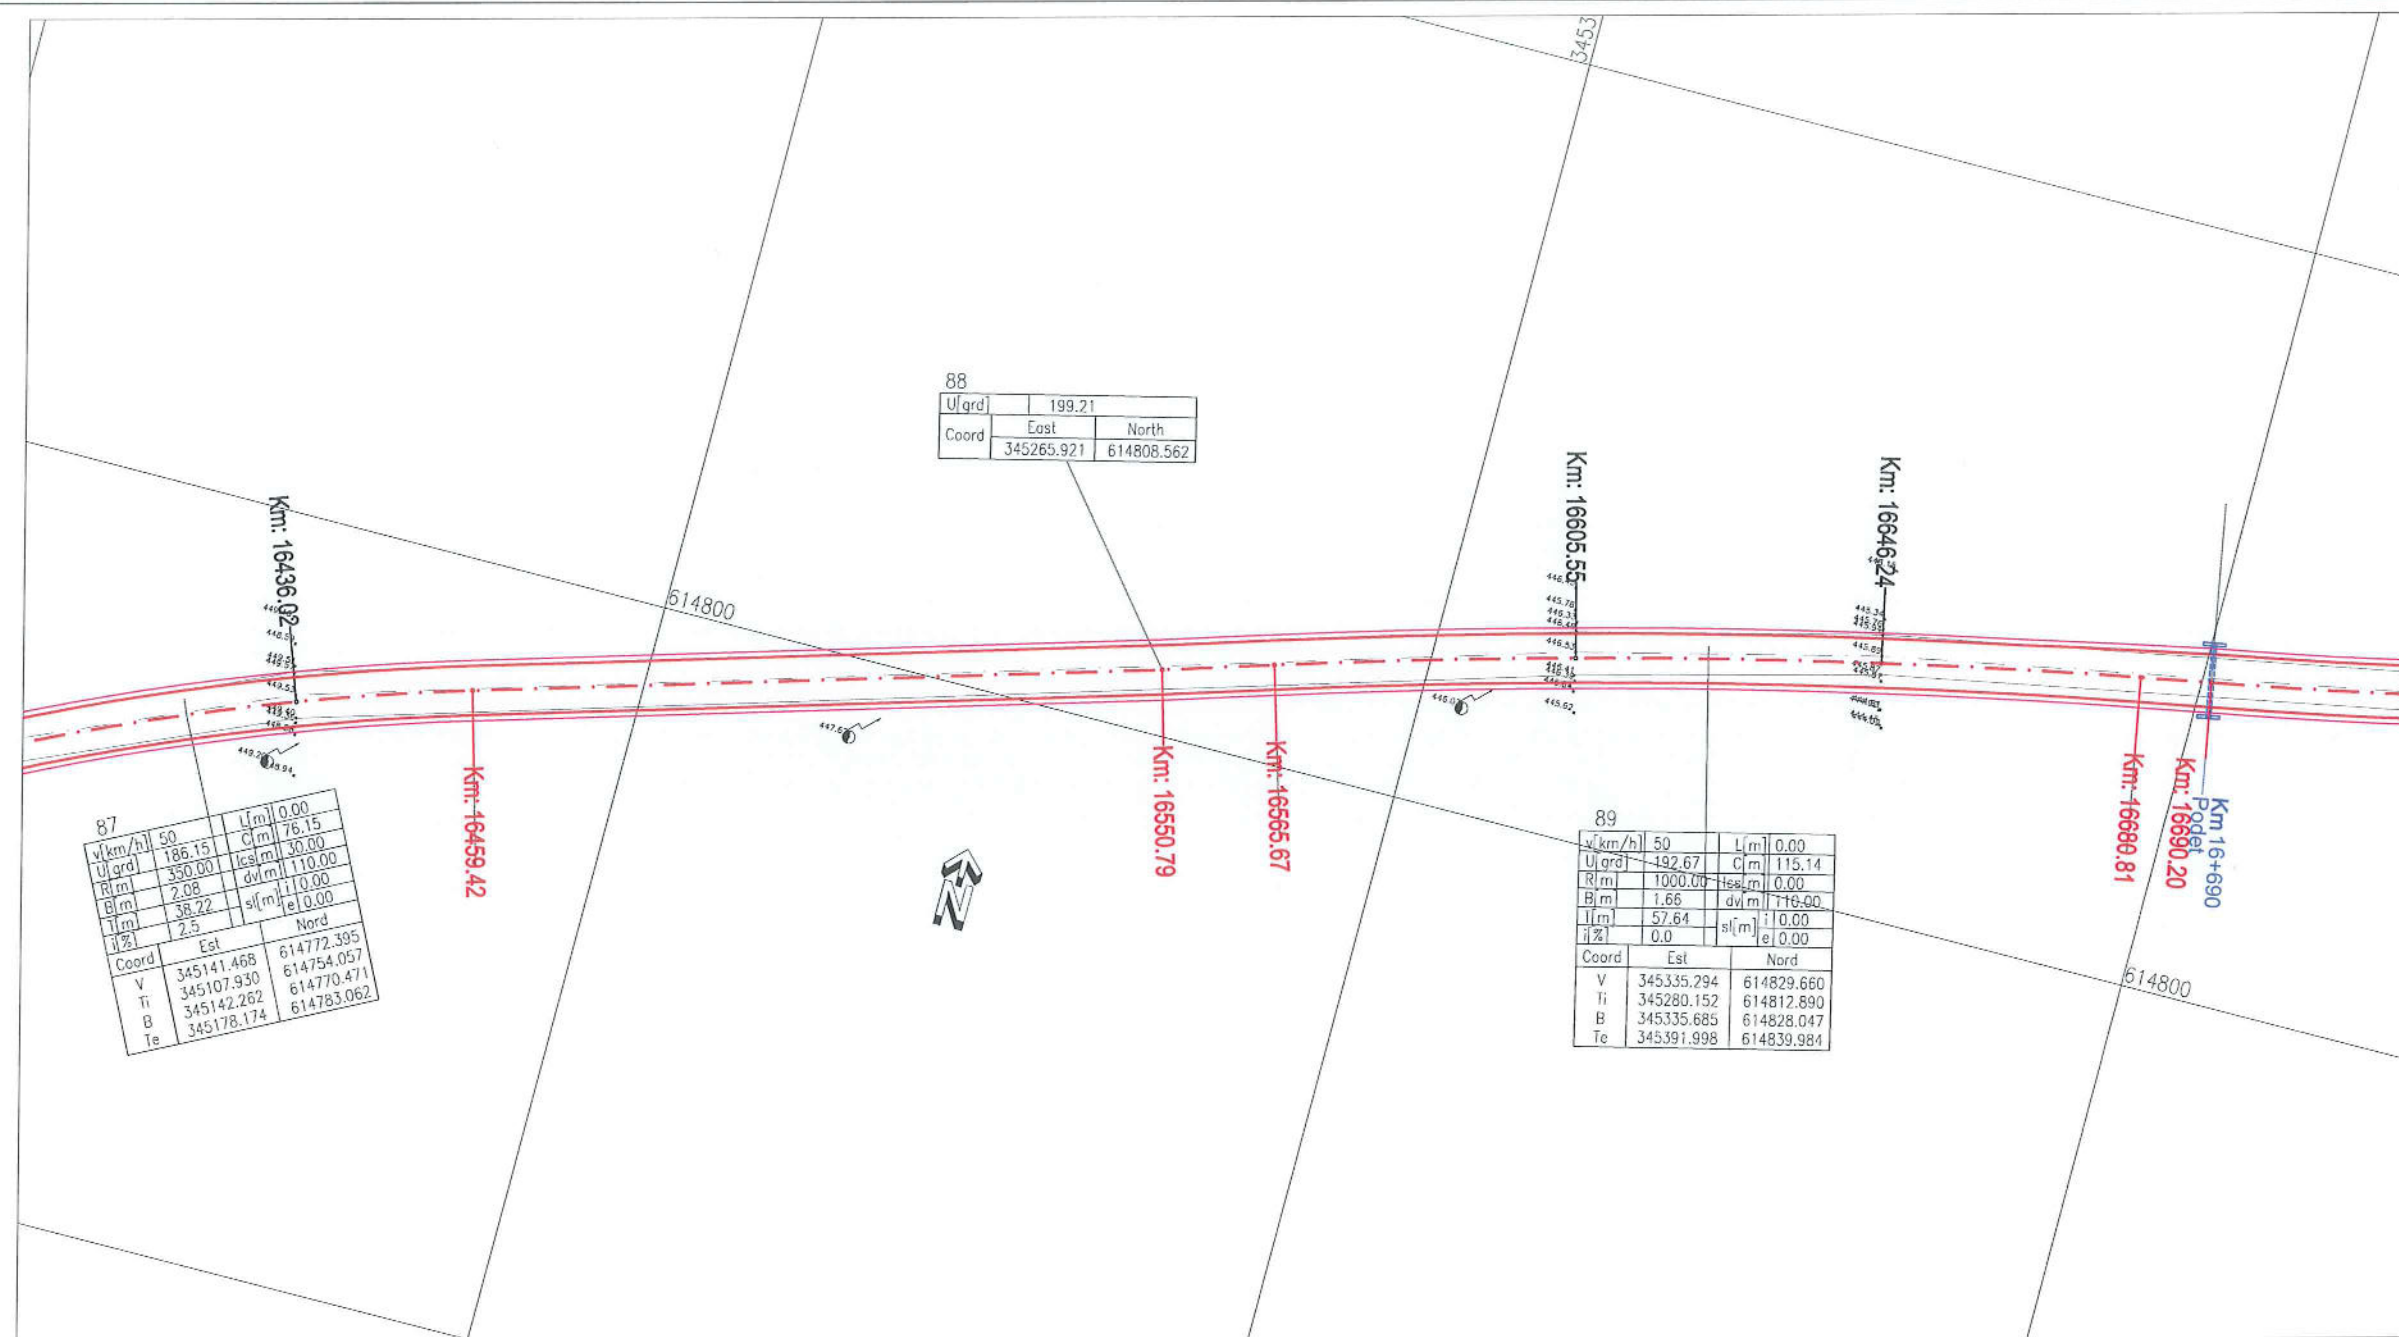 3453
88
U[grd] 199.21
Coord East North
345265.921 614808.562
Km: 16436.02
614800
Km: 16605.55
Km: 16646.24
446.53
445.62
449.53
Km: 16459.42
Km: 16550.79
Km: 16565.67
Km: 16680.81
Km: 16690.20
Km 16+690
Podet
N
87
v[km/h] 50 L[m] 0.00
U[grd] 186.15 C[m] 76.15
R[m] 350.00 lcs[m] 30.00
B[m] 2.08 dv[m] 110.00
T[m] 38.22 sl[m] i 0.00
i[%] 2.5 e 0.00
Coord Est Nord
V 345141.468 614772.395
Ti 345107.930 614754.057
B 345142.262 614770.471
Te 345178.174 614783.062
89
v[km/h] 50 L[m] 0.00
U[grd] 192.67 C[m] 115.14
R[m] 1000.00 lcs[m] 0.00
B[m] 1.66 dv[m] 110.00
T[m] 57.64 sl[m] i 0.00
i[%] 0.0 e 0.00
Coord Est Nord
V 345335.294 614829.660
Ti 345280.152 614812.890
B 345335.685 614828.047
Te 345391.998 614839.984
614800